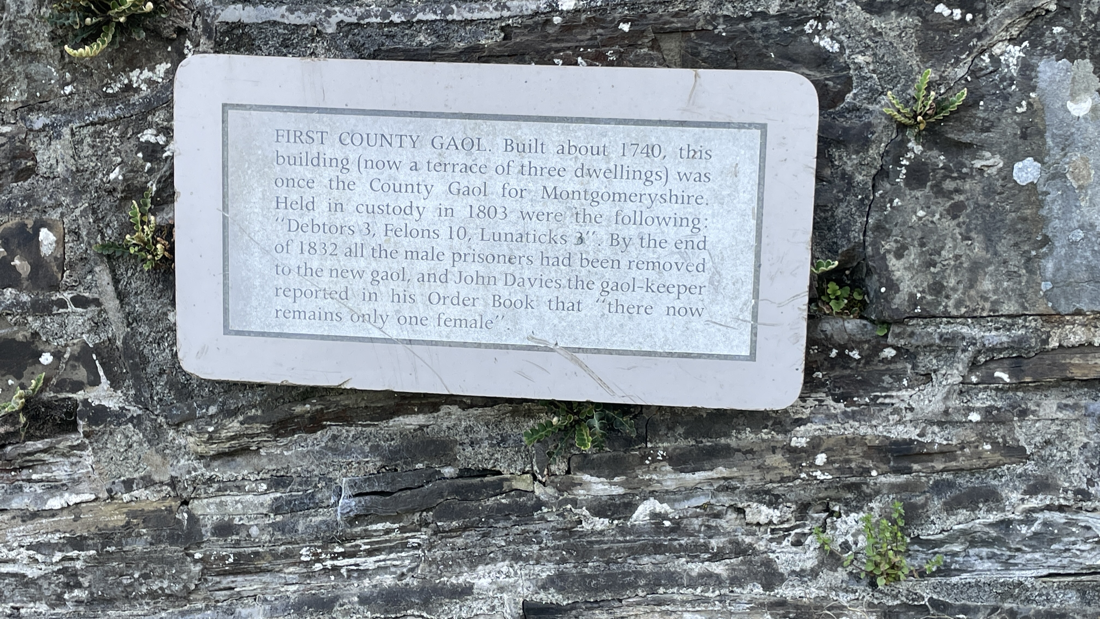 FIRST COUNTY GAOL. Built about 1740, this
building (now a terrace of three dwellings) was
once the County Gaol for Montgomeryshire.
Held in custody in 1803 were the following:
"Debtors 3, Felons 10, Lunaticks 3". By the end
of 1832 all the male prisoners had been removed
to the new gaol, and John Davies.the gaol-keeper
reported in his Order Book that "there now
remains only one female".